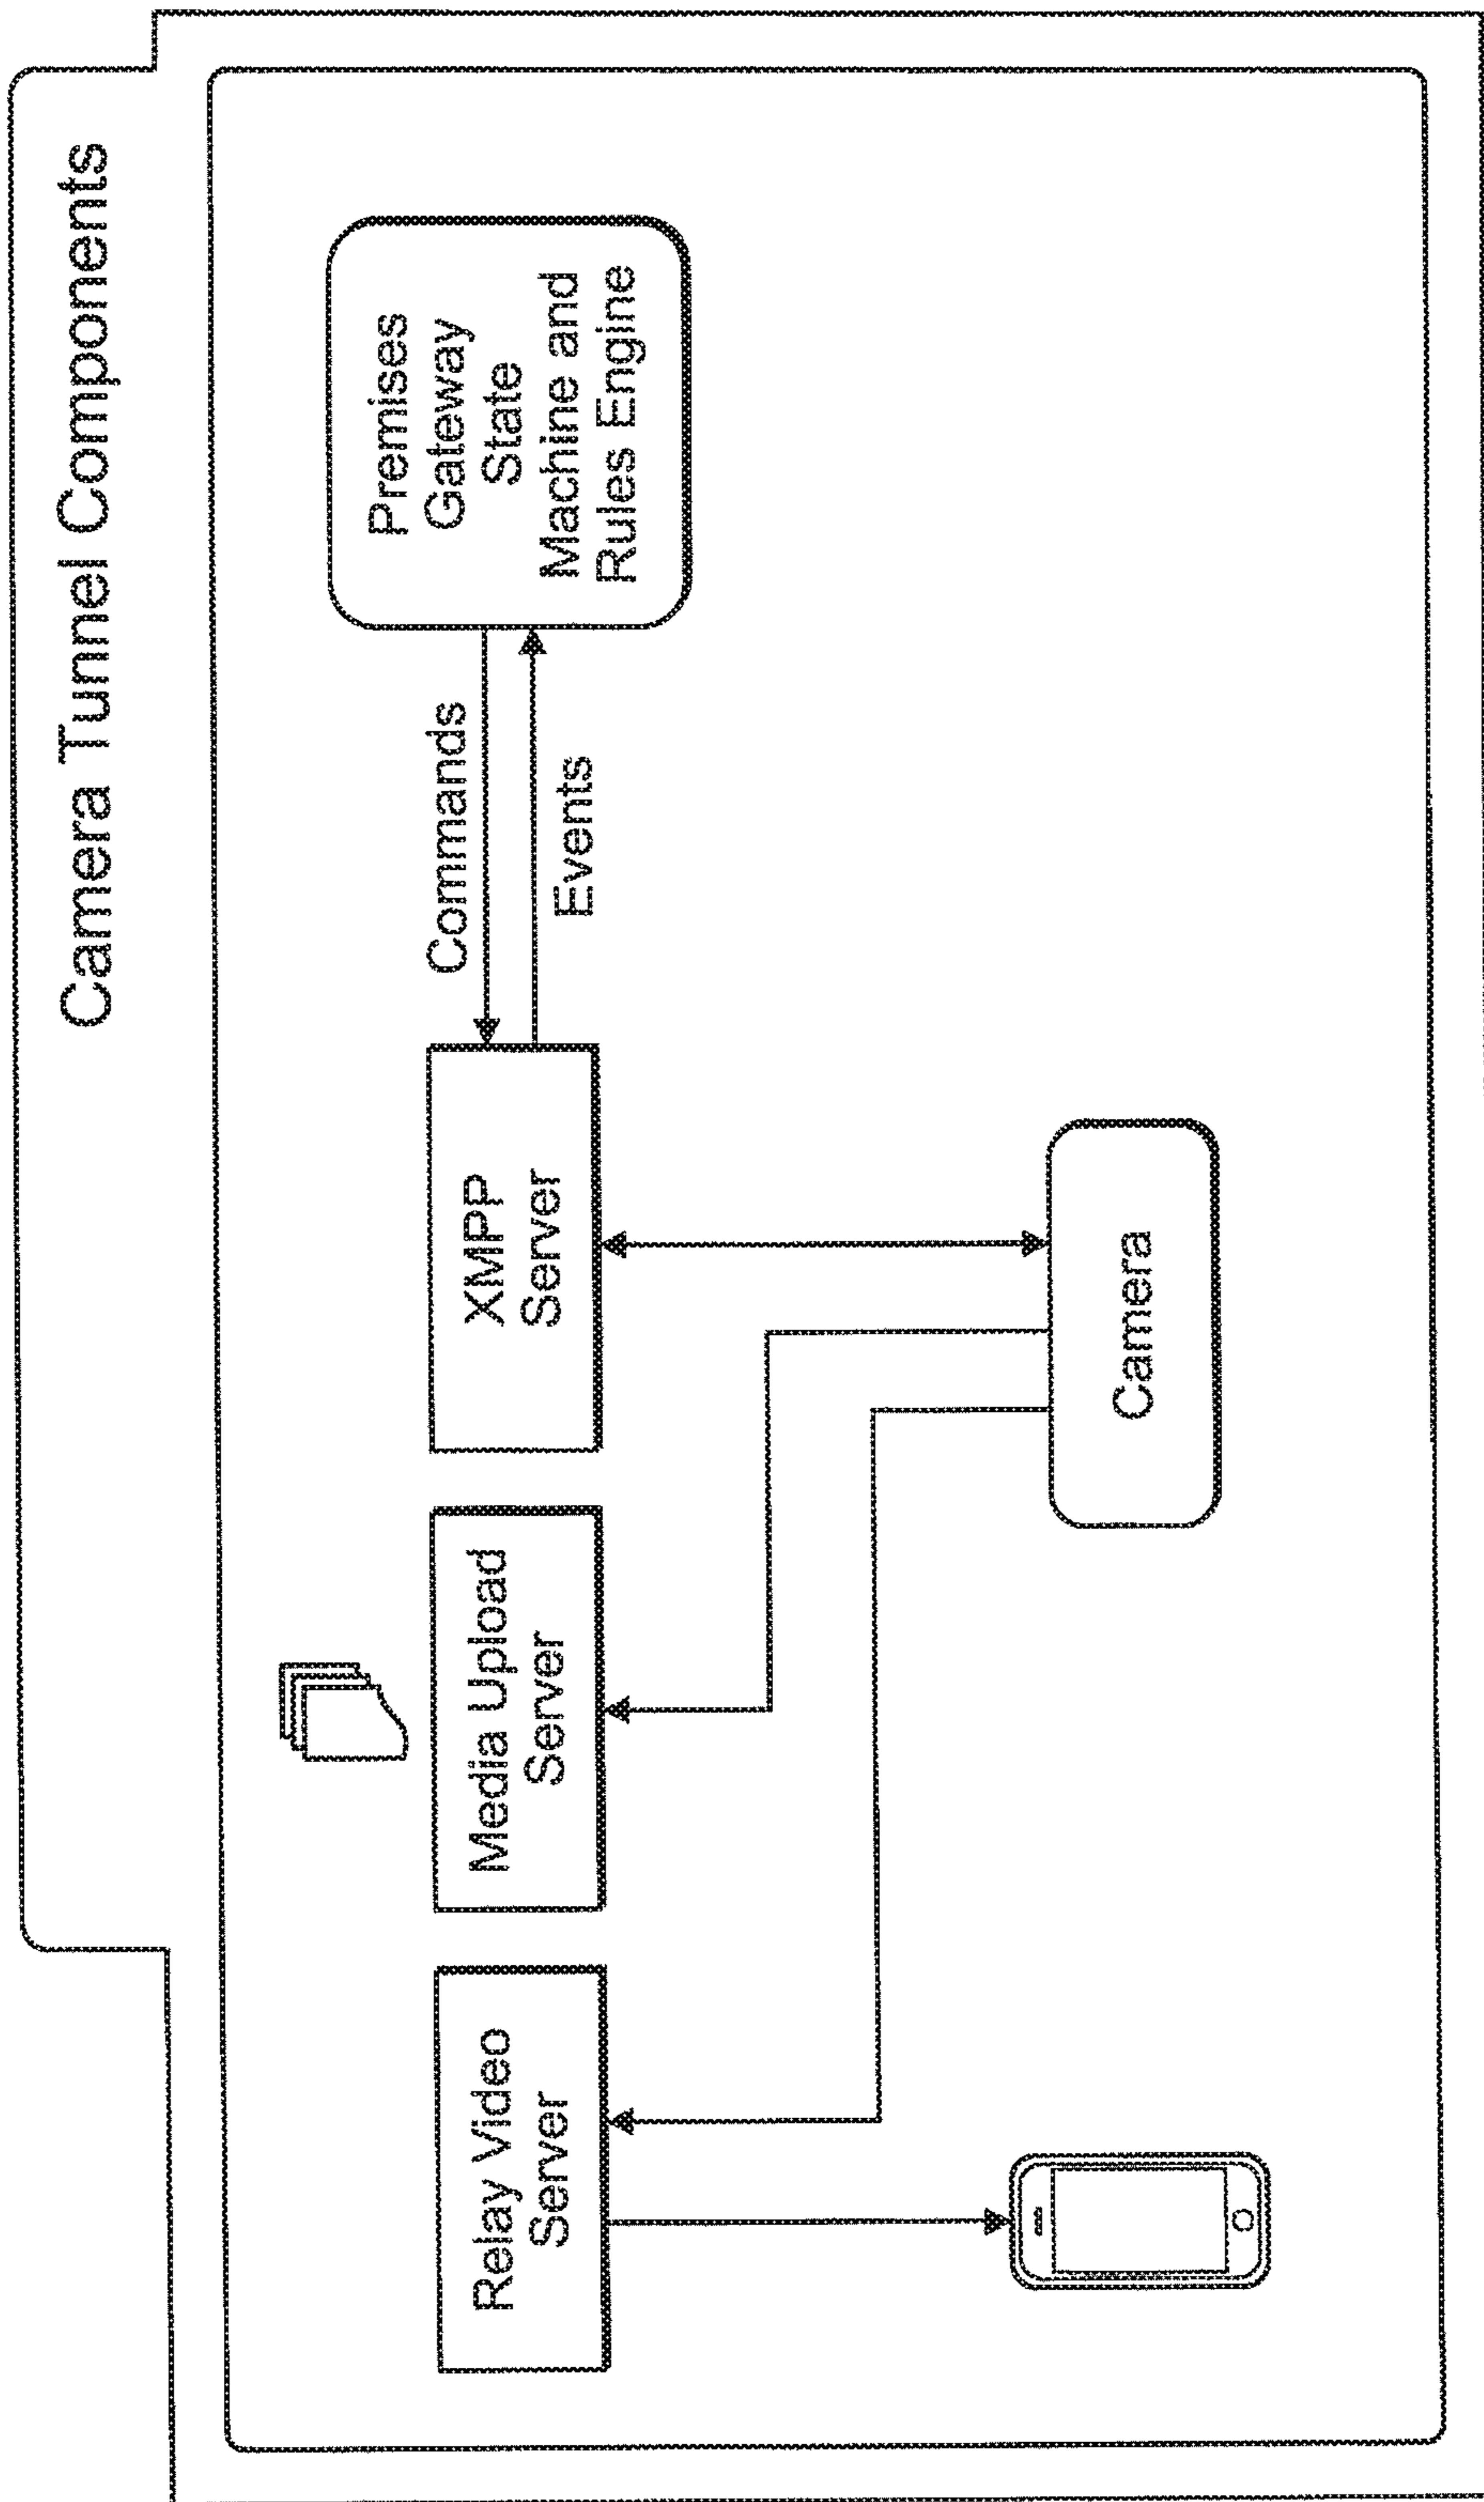 Camera Tunnel Components
Relay Video
Server
Media Upload
Server
XMPP
Server
Commands
Events
Premises
Gateway
State
Machine and
Rules Engine
Camera